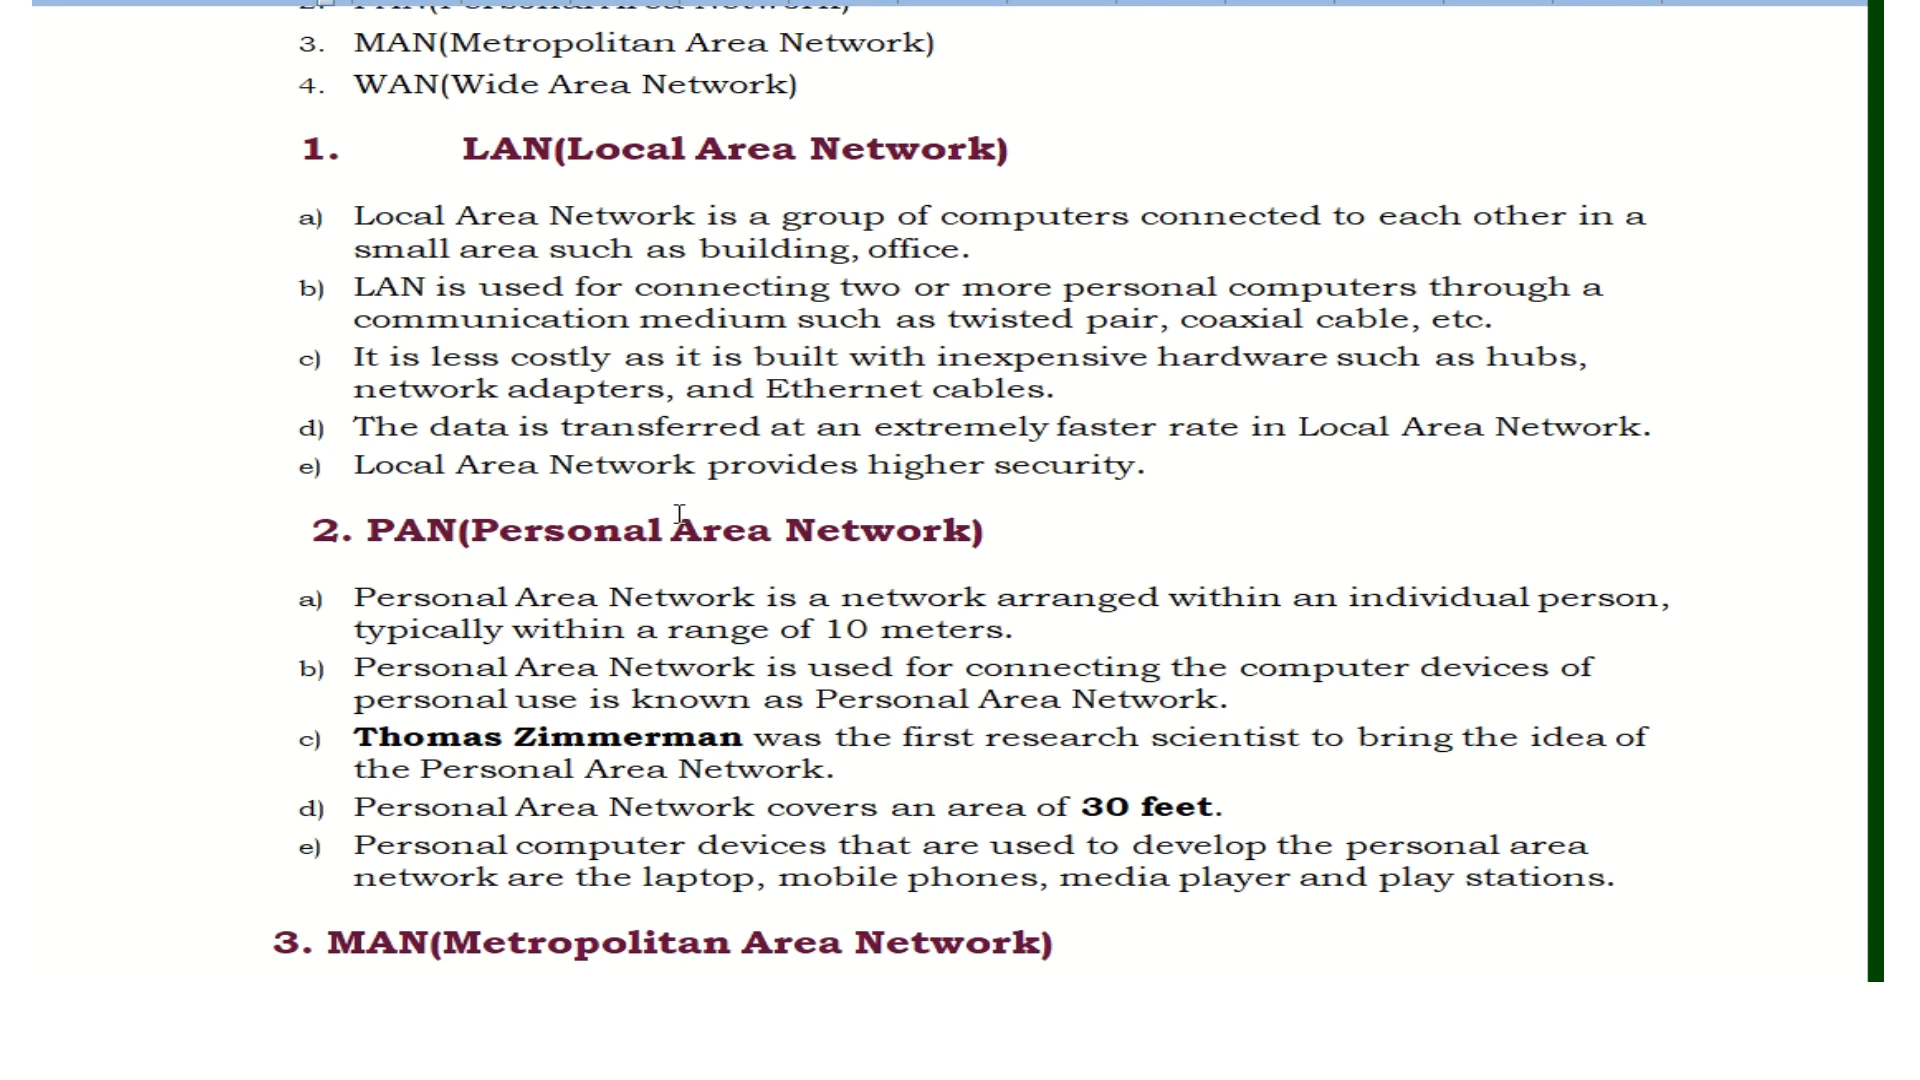 3. MAN(Metropolitan Area Network)
4. WAN(Wide Area Network)
1. LAN(Local Area Network)
a) Local Area Network is a group of computers connected to each other in a
small area such as building, office.
b) LAN is used for connecting two or more personal computers through a
communication medium such as twisted pair, coaxial cable, etc.
c) It is less costly as it is built with inexpensive hardware such as hubs,
network adapters, and Ethernet cables.
d) The data is transferred at an extremely faster rate in Local Area Network.
e) Local Area Network provides higher security.
2. PAN(Personal Area Network)
a) Personal Area Network is a network arranged within an individual person,
typically within a range of 10 meters.
b) Personal Area Network is used for connecting the computer devices of
personal use is known as Personal Area Network.
c) Thomas Zimmerman was the first research scientist to bring the idea of
the Personal Area Network.
d) Personal Area Network covers an area of 30 feet.
e) Personal computer devices that are used to develop the personal area
network are the laptop, mobile phones, media player and play stations.
3. MAN(Metropolitan Area Network)